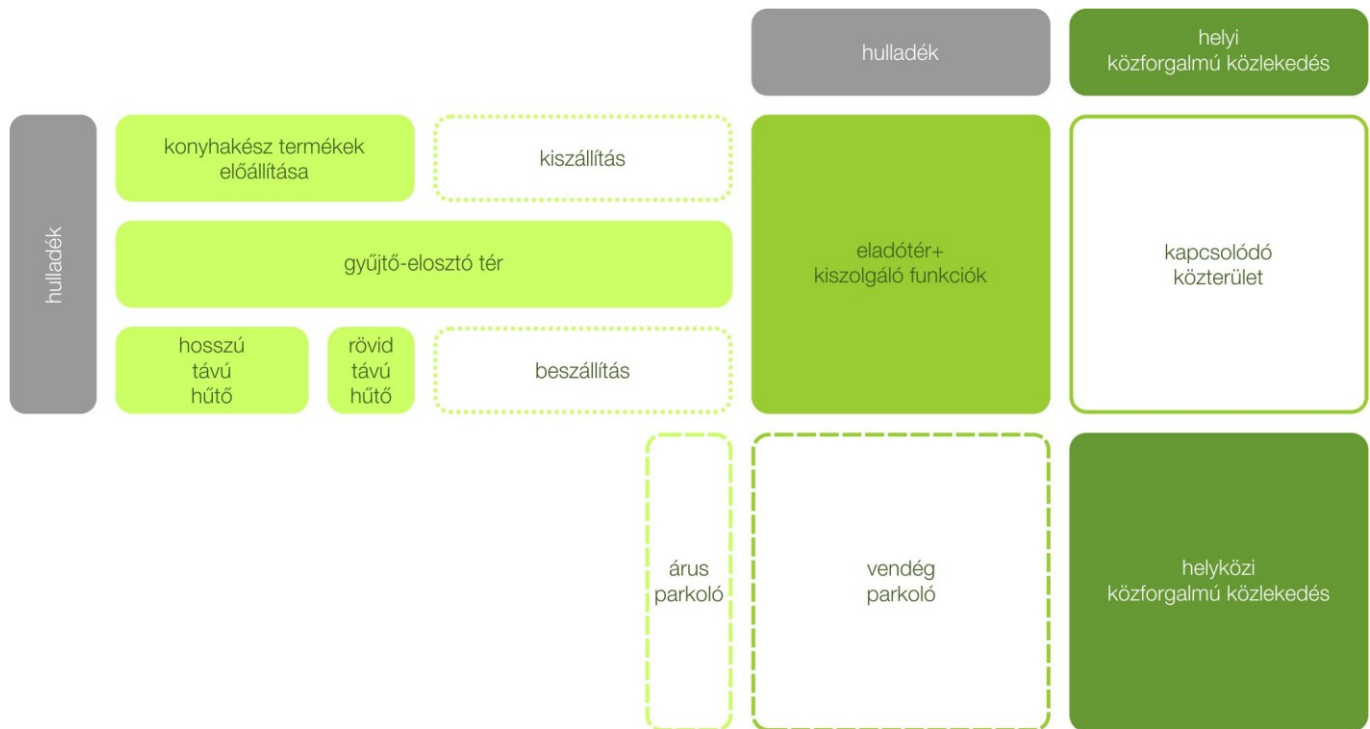 hulladék
helyi
közforgalmú közlekedés
hulladék
konyhakész termékek
előállítása
kiszállítás
gyűjtő-elosztó tér
eladótér+
kiszolgáló funkciók
kapcsolódó
közterület
hosszú
távú
hűtő
rövid
távú
hűtő
beszállítás
árus
parkoló
vendég
parkoló
helyközi
közforgalmú közlekedés